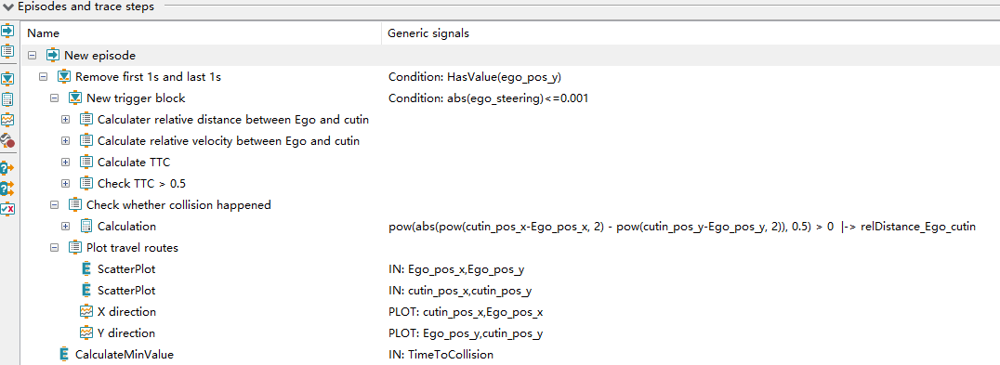 Episodes and trace steps
Name Generic signals
New episode
Remove first 1s and last 1s Condition: HasValue(ego_pos_y)
New trigger block Condition: abs(ego_steering)<=0.001
Calculater relative distance between Ego and cutin
Calculate relative velocity between Ego and cutin
Calculate TTC
Check TTC > 0.5
Check whether collision happened
Calculation pow(abs(pow(cutin_pos_x-Ego_pos_x, 2) - pow(cutin_pos_y-Ego_pos_y, 2)), 0.5) > 0 |-> relDistance_Ego_cutin
Plot travel routes
ScatterPlot IN: Ego_pos_x,Ego_pos_y
ScatterPlot IN: cutin_pos_x,cutin_pos_y
X direction PLOT: cutin_pos_x,Ego_pos_x
Y direction PLOT: Ego_pos_y,cutin_pos_y
CalculateMinValue IN: TimeToCollision